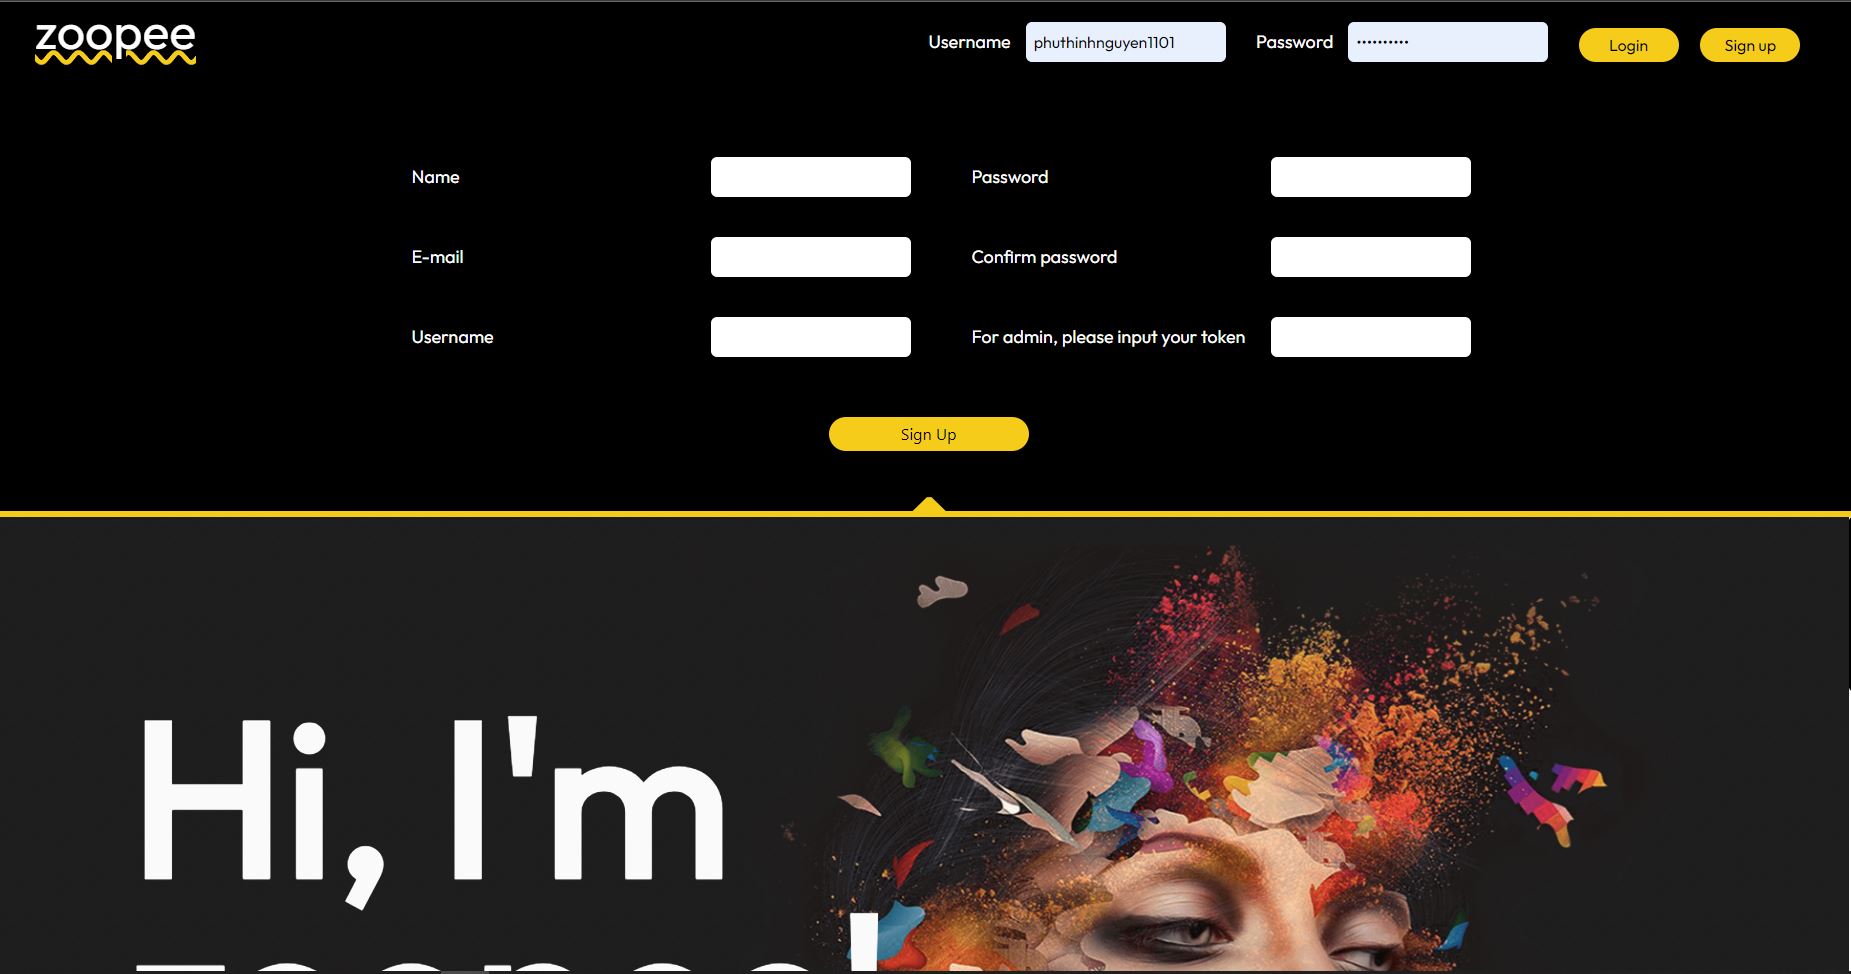 zoopee
Username phuthinhnguyen1101 Password •••••••••• Login Sign up
Name Password
E-mail Confirm password
Username For admin, please input your token
Sign Up
Hi, I'm
zoopee!